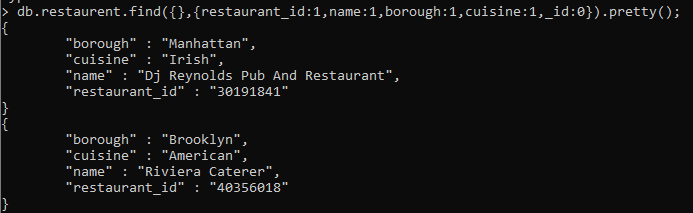 > db.restaurent.find({},{restaurant_id:1,name:1,borough:1,cuisine:1,_id:0}).pretty();
{
        "borough" : "Manhattan",
        "cuisine" : "Irish",
        "name" : "Dj Reynolds Pub And Restaurant",
        "restaurant_id" : "30191841"
}
{
        "borough" : "Brooklyn",
        "cuisine" : "American",
        "name" : "Riviera Caterer",
        "restaurant_id" : "40356018"
}